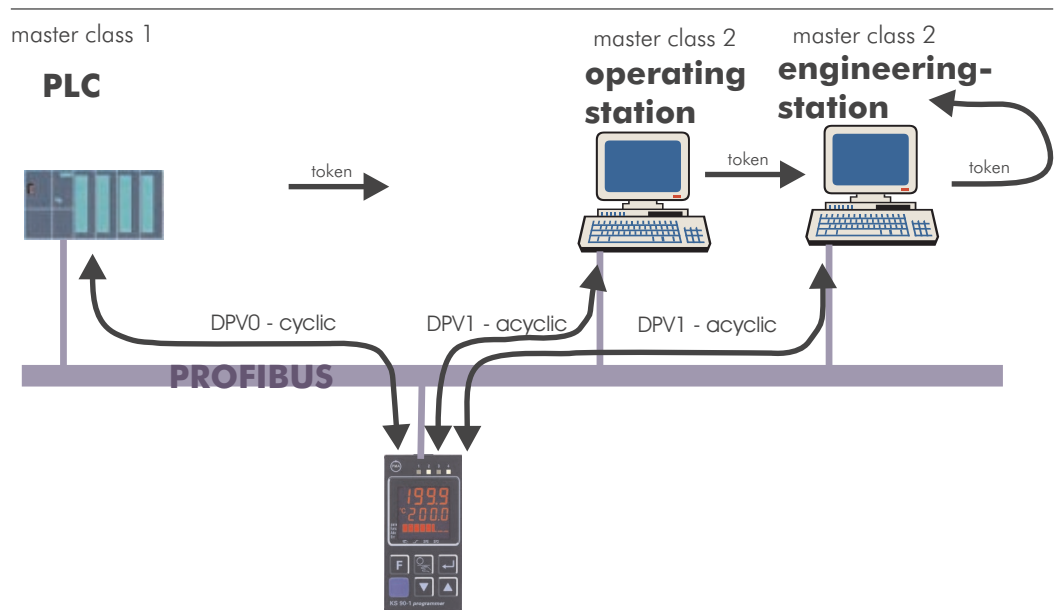 master class 1
PLC
master class 2
operating
station
master class 2
engineering-
station
token
token
token
DPV0 - cyclic
DPV1 - acyclic
DPV1 - acyclic
PROFIBUS
199.9
°C 200.0
F
KS 90-1 programmer